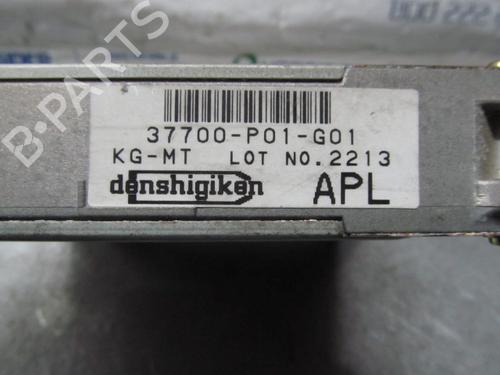 B-PARTS
37700-P01-G01
KG-MT LOT NO.2213
denshigiken APL